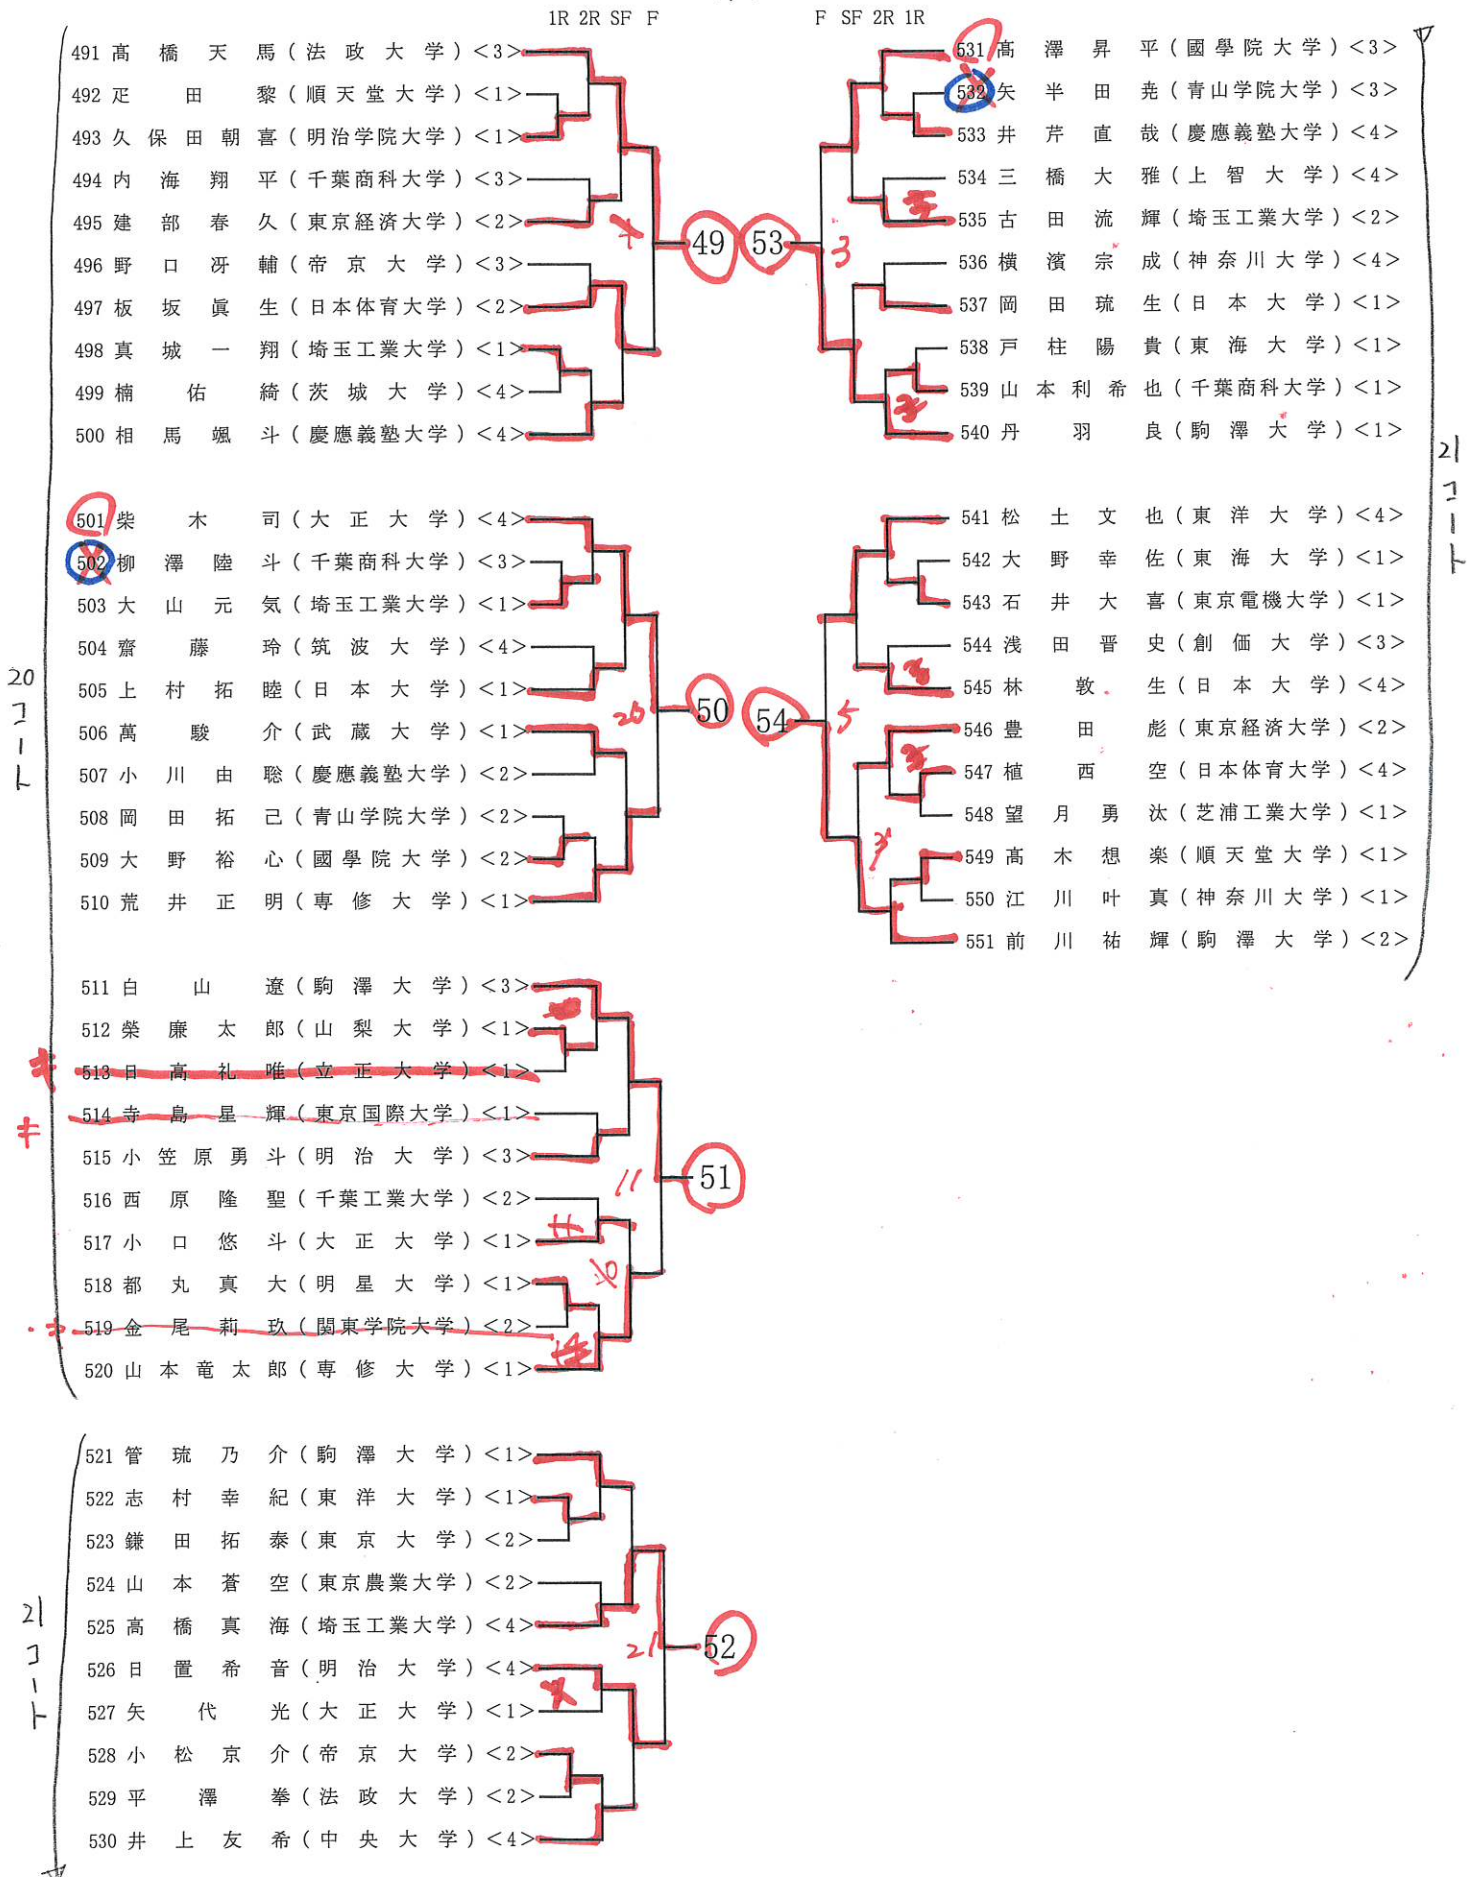 1R 2R SF F
491 髙橋天馬(法政大学)<3>
492 疋田黎(順天堂大学)<1>
493 久保田朝喜(明治学院大学)<1>
494 内海翔平(千葉商科大学)<3>
495 建部春久(東京経済大学)<2>
496 野口冴輔(帝京大学)<3>
497 板坂眞生(日本体育大学)<2>
498 真城一翔(埼玉工業大学)<1>
499 楠佑綺(茨城大学)<4>
500 相馬颯斗(慶應義塾大学)<4>
49
501 柴木司(大正大学)<4>
502 柳澤陸斗(千葉商科大学)<3>
503 大山元気(埼玉工業大学)<1>
504 齋藤玲(筑波大学)<4>
505 上村拓睦(日本大学)<1>
506 萬駿介(武蔵大学)<1>
507 小川由聡(慶應義塾大学)<2>
508 岡田拓己(青山学院大学)<2>
509 大野裕心(國學院大学)<2>
510 荒井正明(専修大学)<1>
50
20コート
511 白山遼(駒澤大学)<3>
512 榮廉太郎(山梨大学)<1>
513 日高礼唯(立正大学)<1>
514 寺島星輝(東京国際大学)<1>
515 小笠原勇斗(明治大学)<3>
516 西原隆聖(千葉工業大学)<2>
517 小口悠斗(大正大学)<1>
518 都丸真大(明星大学)<1>
519 金尾莉玖(関東学院大学)<2>
520 山本竜太郎(専修大学)<1>
11
51
521 管琉乃介(駒澤大学)<1>
522 志村幸紀(東洋大学)<1>
523 鎌田拓泰(東京大学)<2>
524 山本蒼空(東京農業大学)<2>
525 高橋真海(埼玉工業大学)<4>
526 日置希音(明治大学)<4>
527 矢代光(大正大学)<1>
528 小松京介(帝京大学)<2>
529 平澤拳(法政大学)<2>
530 井上友希(中央大学)<4>
21
52
21コート
F SF 2R 1R
531 髙澤昇平(國學院大学)<3>
532 矢半田尭(青山学院大学)<3>
533 井芹直哉(慶應義塾大学)<4>
534 三橋大雅(上智大学)<4>
535 古田流輝(埼玉工業大学)<2>
536 横濱宗成(神奈川大学)<4>
537 岡田琉生(日本大学)<1>
538 戸柱陽貴(東海大学)<1>
539 山本利希也(千葉商科大学)<1>
540 丹羽良(駒澤大学)<1>
53
3
541 松土文也(東洋大学)<4>
542 大野幸佐(東海大学)<1>
543 石井大喜(東京電機大学)<1>
544 浅田晋史(創価大学)<3>
545 林敦生(日本大学)<4>
546 豊田彪(東京経済大学)<2>
547 植西空(日本体育大学)<4>
548 望月勇汰(芝浦工業大学)<1>
549 髙木想楽(順天堂大学)<1>
550 江川叶真(神奈川大学)<1>
551 前川祐輝(駒澤大学)<2>
54
5
21コート